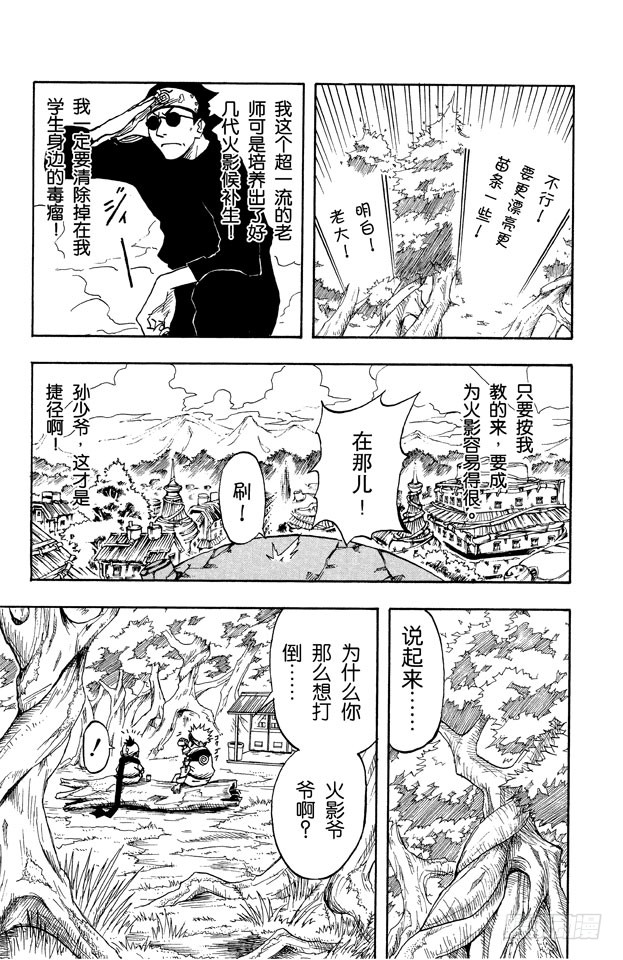 不行！
要更漂亮更
苗条一些！
明白！
老大！
我这个超一流的老
师可是培养出了好
几代火影候补生！
我一定要清除掉在我
学生身边的毒瘤！
只要按我
教的来，要成
为火影容易得很。
在那儿！
刷！
孙少爷，这才是
捷径啊！
说起来……
为什么你
那么想打
倒……
火影爷
爷啊？
！